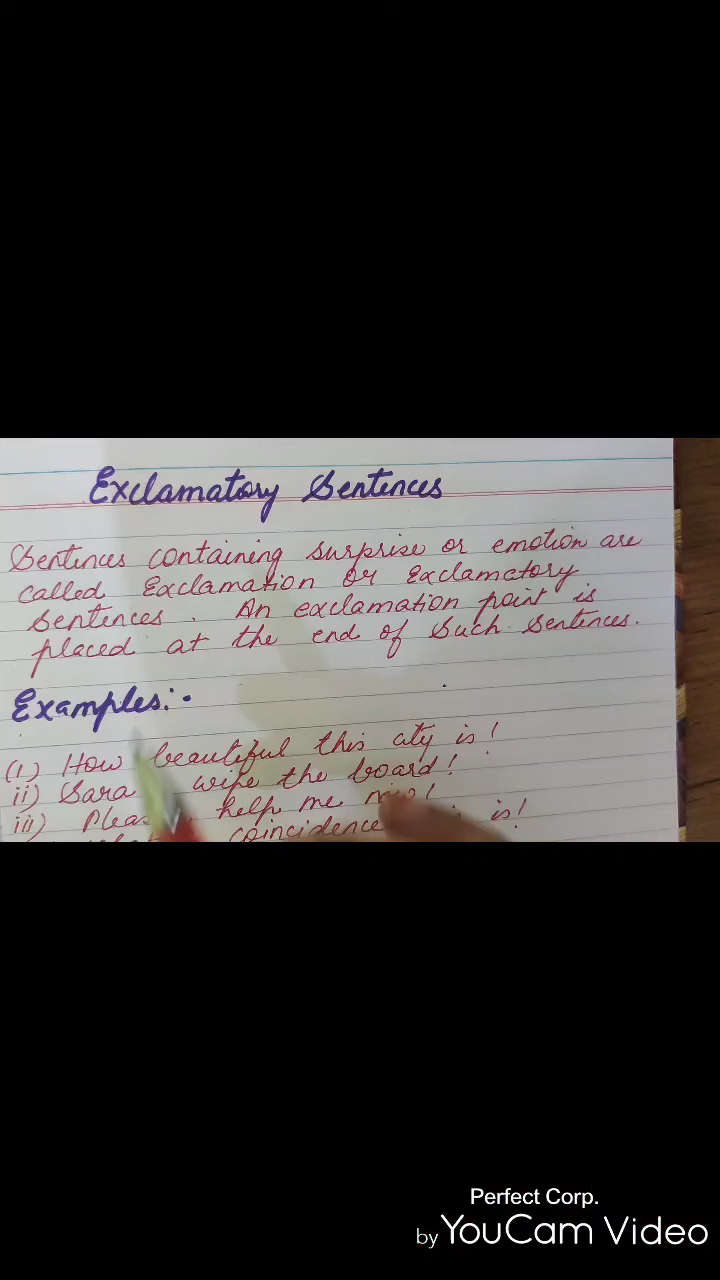 Exclamatory Sentences
Sentences containing surprise or emotion are
called Exclamation or Exclamatory
Sentences. An exclamation point is
placed at the end of such sentences.
Examples:-
(i) How beautiful this city is!
ii) Sara wipe the board!
iii) help me now!
coincidence is!
Perfect Corp.
by YouCam Video